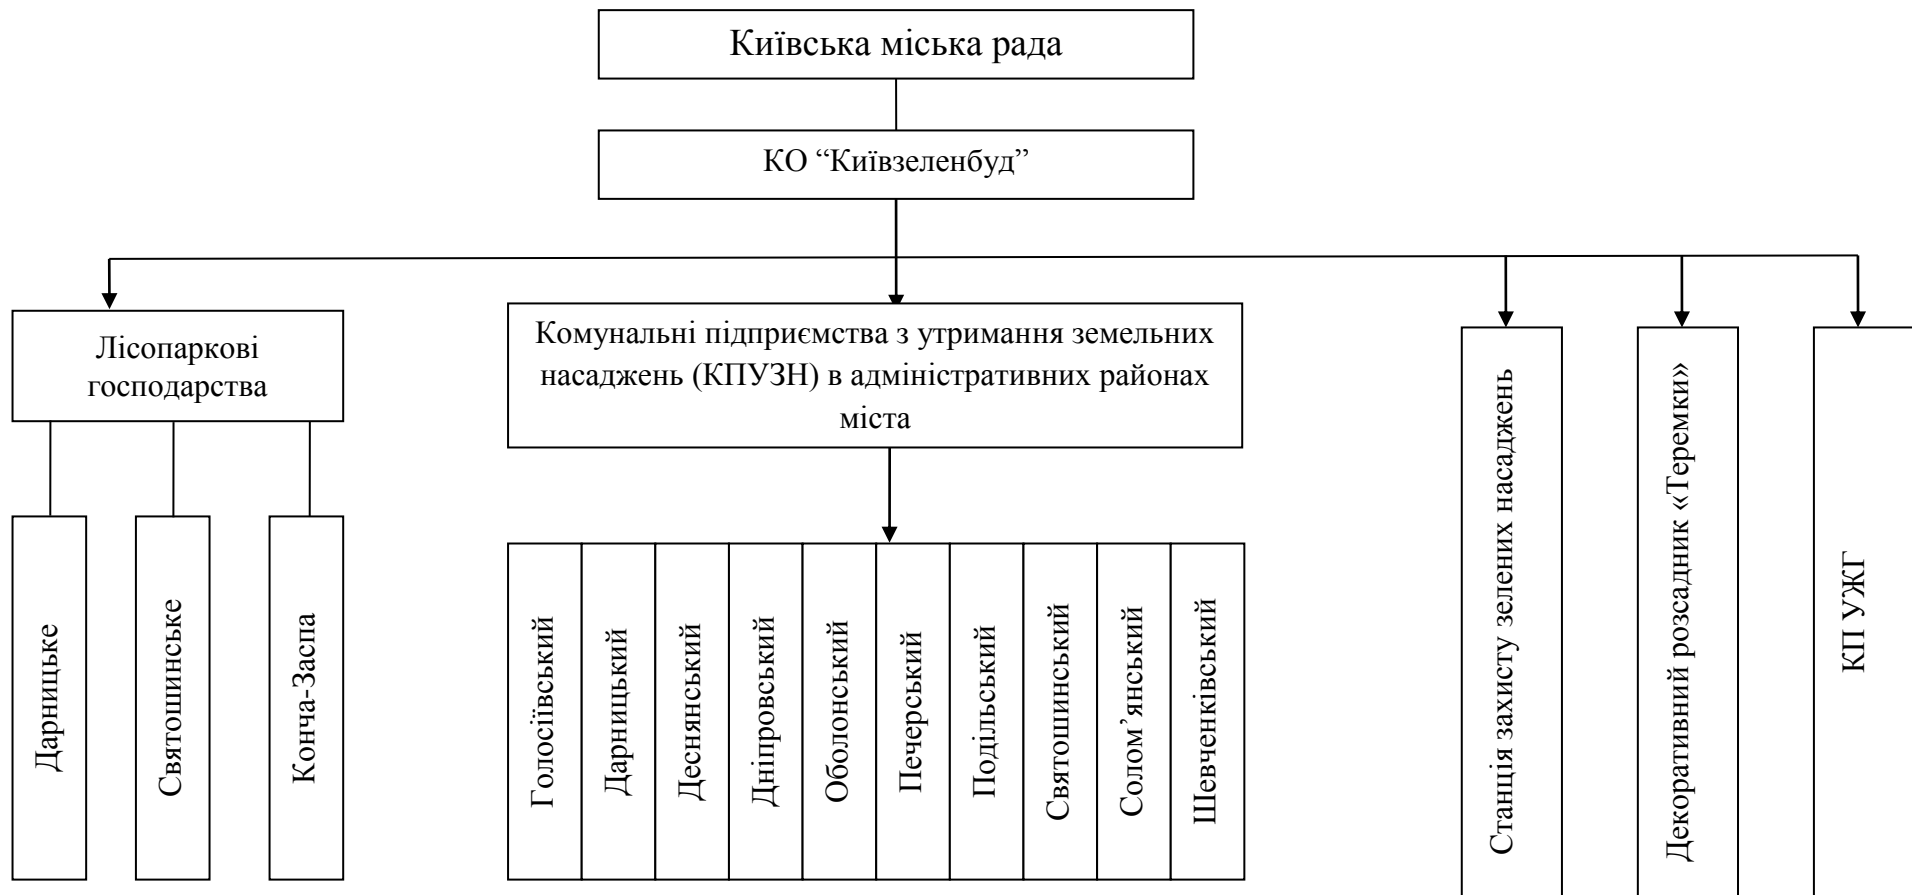 Київська міська рада
КО “Київзеленбуд”
Лісопаркові
господарства
Комунальні підприємства з утримання земельних
насаджень (КПУЗН) в адміністративних районах
міста
Станція захисту зелених насаджень
Декоративний розсадник «Теремки»
КП УЖГ
Дарницьке
Святошинське
Конча-Заспа
Голосіївський
Дарницький
Деснянський
Дніпровський
Оболонський
Печерський
Подільський
Святошинський
Солом’янський
Шевченківський